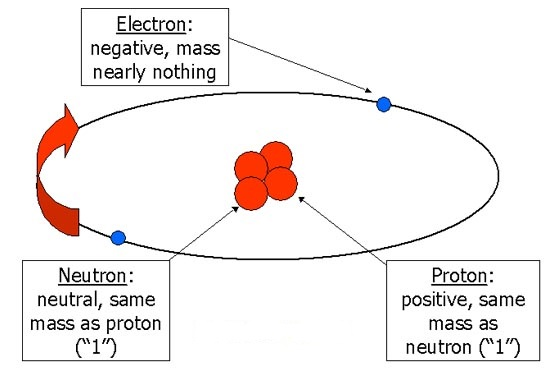 Electron:
negative, mass
nearly nothing
Neutron:
neutral, same
mass as proton
(“1”)
Proton:
positive, same
mass as
neutron (“1”)